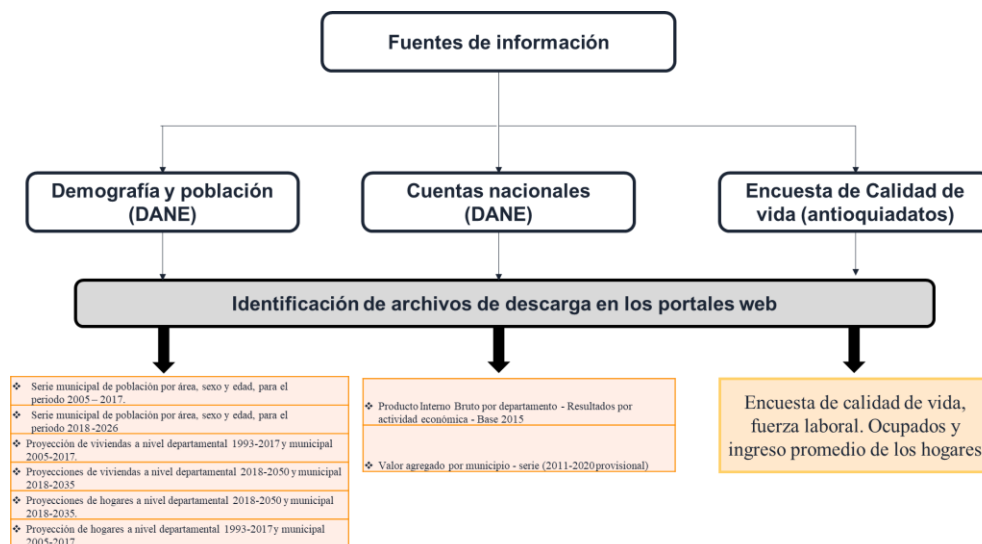 Fuentes de información
Demografía y población
(DANE)
Cuentas nacionales
(DANE)
Encuesta de Calidad de
vida (antioquiadatos)
Identificación de archivos de descarga en los portales web
❖ Serie municipal de población por área, sexo y edad, para el
periodo 2005 – 2017.
❖ Serie municipal de población por área, sexo y edad, para el
periodo 2018-2026
❖ Proyección de viviendas a nivel departamental 1993-2017 y municipal
2005-2017.
❖ Proyecciones de viviendas a nivel departamental 2018-2050 y municipal
2018-2035
❖ Proyecciones de hogares a nivel departamental 2018-2050 y municipal
2018-2035.
❖ Proyección de hogares a nivel departamental 1993-2017 y municipal
2005-2017
❖ Producto Interno Bruto por departamento - Resultados por
actividad económica - Base 2015
❖ Valor agregado por municipio - serie (2011-2020 provisional)
Encuesta de calidad de vida,
fuerza laboral. Ocupados y
ingreso promedio de los hogares